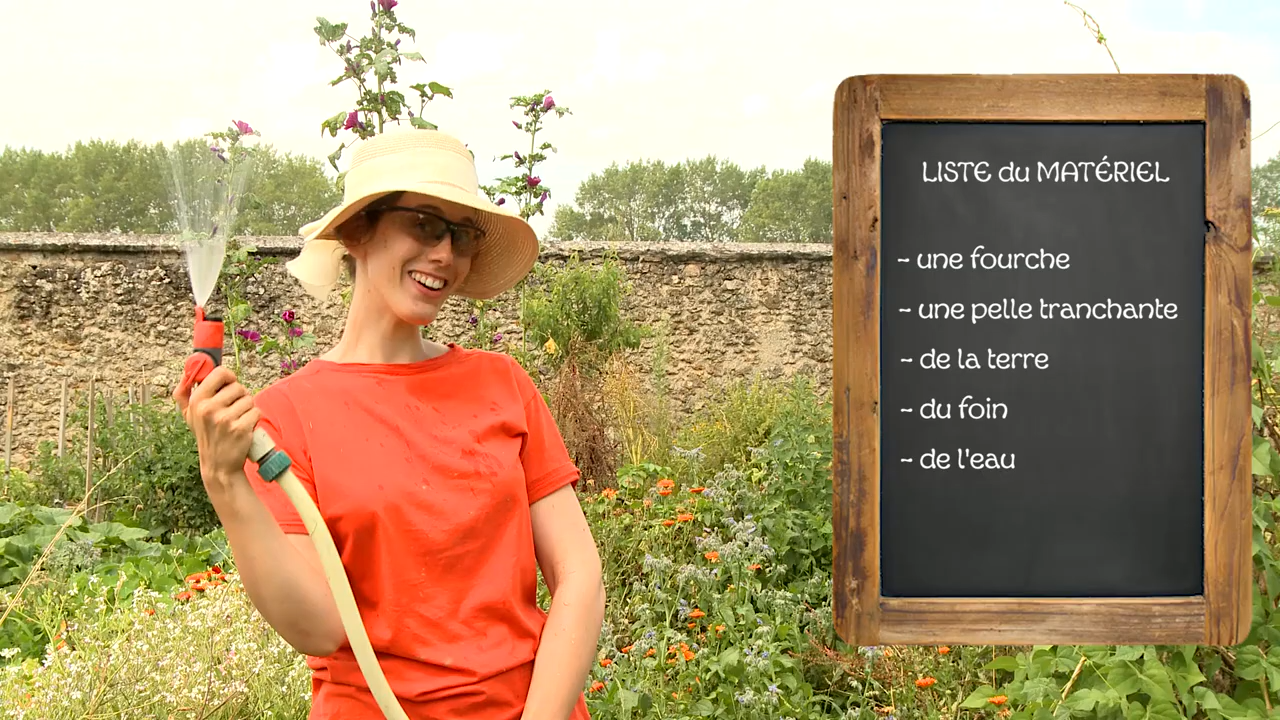 LISTE du MATÉRIEL
- une fourche
- une pelle tranchante
- de la terre
- du foin
- de l'eau